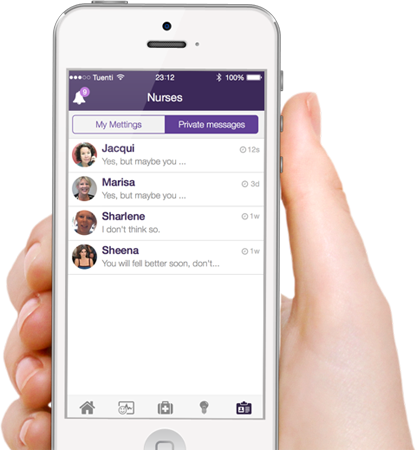 Tuenti 23:12 100%
9
Nurses
My Mettings Private messages
Jacqui 12s
Yes, but maybe you ...
Marisa 3d
Yes, but maybe you ...
Sharlene 1w
I don't think so.
Sheena 1w
You will fell better soon, don't...